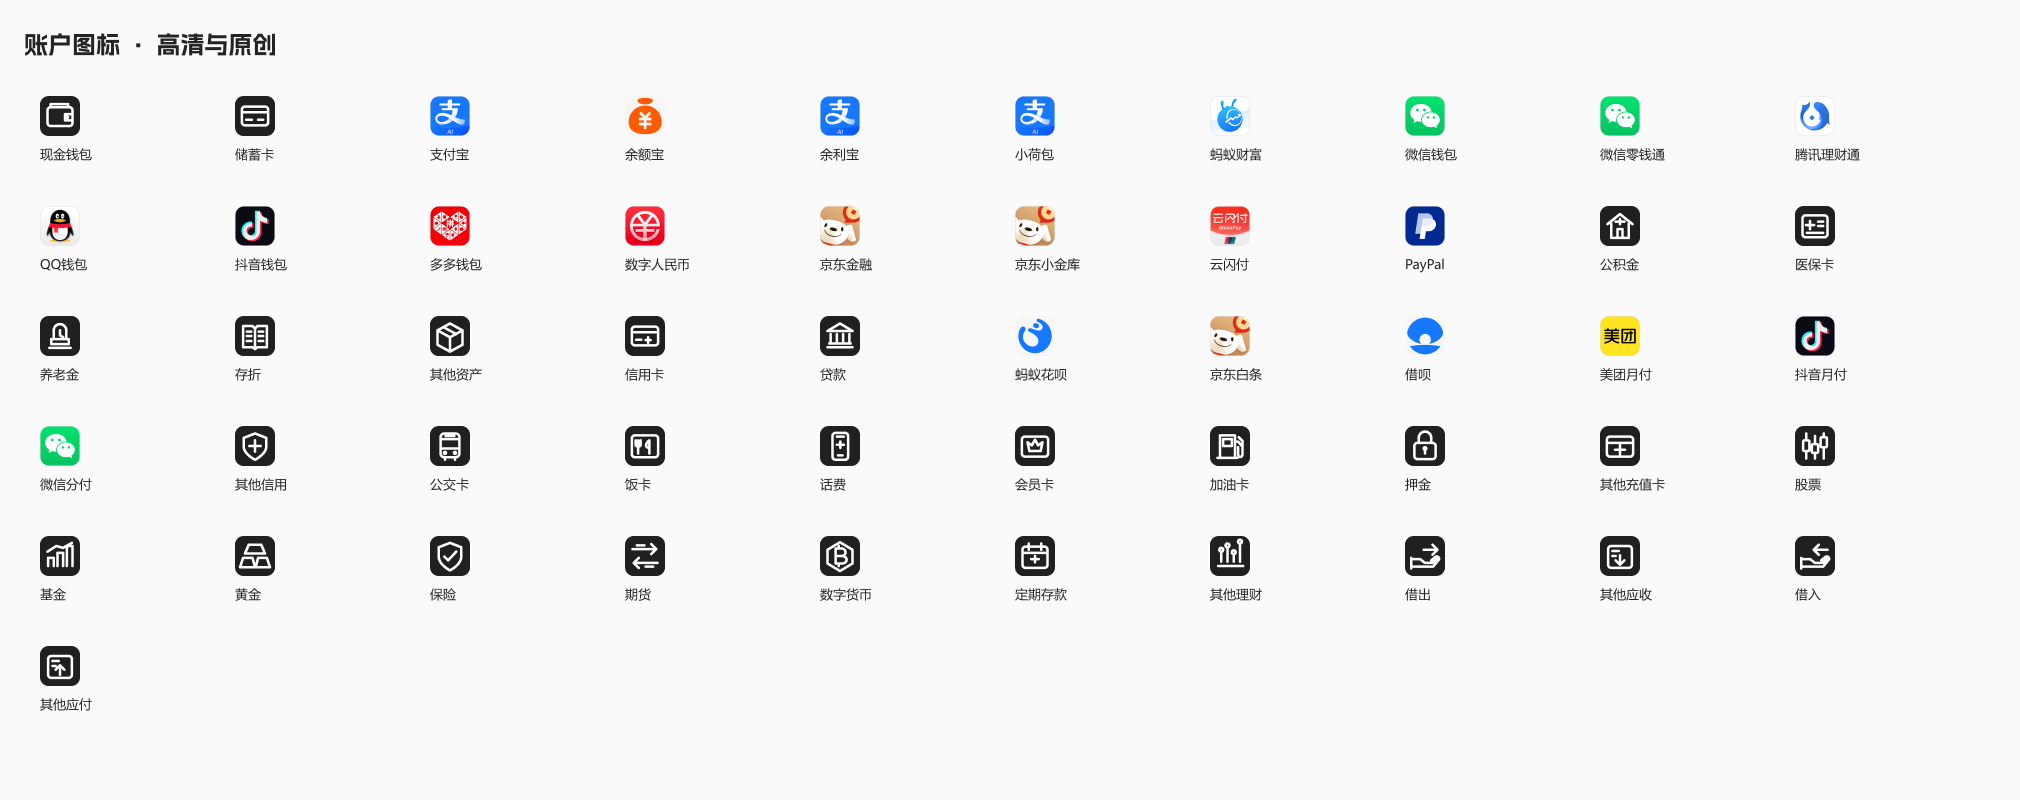 账户图标 · 高清与原创
现金钱包 储蓄卡 支付宝 余额宝 余利宝 小荷包 蚂蚁财富 微信钱包 微信零钱通 腾讯理财通
QQ钱包 抖音钱包 多多钱包 数字人民币 京东金融 京东小金库 云闪付 PayPal 公积金 医保卡
养老金 存折 其他资产 信用卡 贷款 蚂蚁花呗 京东白条 借呗 美团月付 抖音月付
微信分付 其他信用 公交卡 饭卡 话费 会员卡 加油卡 押金 其他充值卡 股票
基金 黄金 保险 期货 数字货币 定期存款 其他理财 借出 其他应收 借入
其他应付